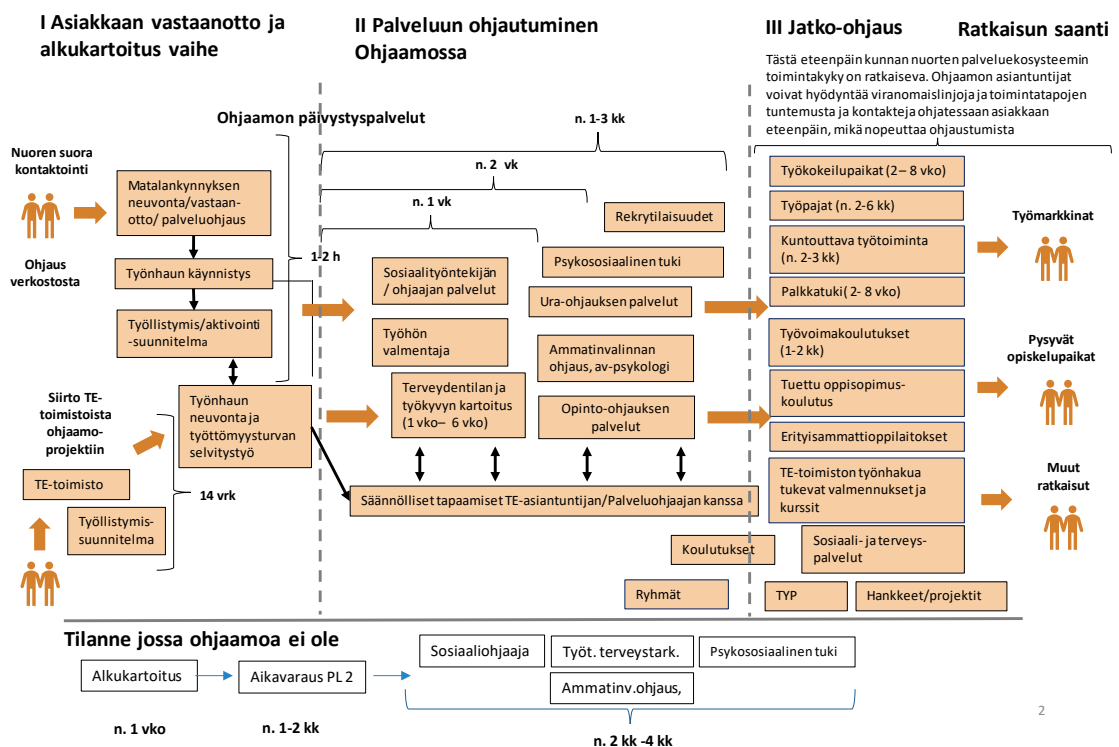 I Asiakkaan vastaanotto ja
alkukartoitus vaihe
II Palveluun ohjautuminen
Ohjaamossa
III Jatko-ohjaus
Ratkaisun saanti
Tästä eteenpäin kunnan nuorten palveluekosysteemin
toimintakyky on ratkaiseva. Ohjaamon asiantuntijat
voivat hyödyntää viranomaislinjoja ja toimintatapojen
tuntemusta ja kontakteja ohjatessaan asiakkaan
eteenpäin, mikä nopeuttaa ohjaustumista
Ohjaamon päivystyspalvelut
Nuoren suora
kontaktointi
Ohjaus
verkostosta
Matalankynnyksen
neuvonta/vastaan-
otto/ palveluohjaus
Työnhaun käynnistys
Työllistymis/aktivointi
-suunnitelma
Työnhaun
neuvonta ja
työttömyysturvan
selvitystyö
1-2 h
Siirto TE-
toimistoista
ohjaamo-
projektiin
TE-toimisto
Työllistymis-
suunnitelma
14 vrk
n. 1-3 kk
n. 2 vk
n. 1 vk
Rekrytilaisuudet
Psykososiaalinen tuki
Sosiaalityöntekijän
/ ohjaajan palvelut
Ura-ohjauksen palvelut
Työhön
valmentaja
Ammatinvalinnan
ohjaus, av-psykologi
Terveydentilan ja
työkyvyn kartoitus
(1 vko– 6 vko)
Opinto-ohjauksen
palvelut
Säännölliset tapaamiset TE-asiantuntijan/Palveluohjaajan kanssa
Koulutukset
Ryhmät
Työkokeilupaikat (2– 8 vko)
Työpajat (n. 2-6 kk)
Kuntouttava työtoiminta
(n. 2-3 kk)
Palkkatuki( 2- 8 vko)
Työvoimakoulutukset
(1-2 kk)
Tuettu oppisopimus-
koulutus
Erityisammattioppilaitokset
TE-toimiston työnhakua
tukevat valmennukset ja
kurssit
Sosiaali- ja terveys-
palvelut
TYP
Hankkeet/projektit
Työmarkkinat
Pysyvät
opiskelupaikat
Muut
ratkaisut
Tilanne jossa ohjaamoa ei ole
Alkukartoitus
Aikavaraus PL 2
Sosiaaliohjaaja
Työt. terveystark.
Psykososiaalinen tuki
Ammatinv.ohjaus,
n. 1 vko
n. 1-2 kk
n. 2 kk -4 kk
2